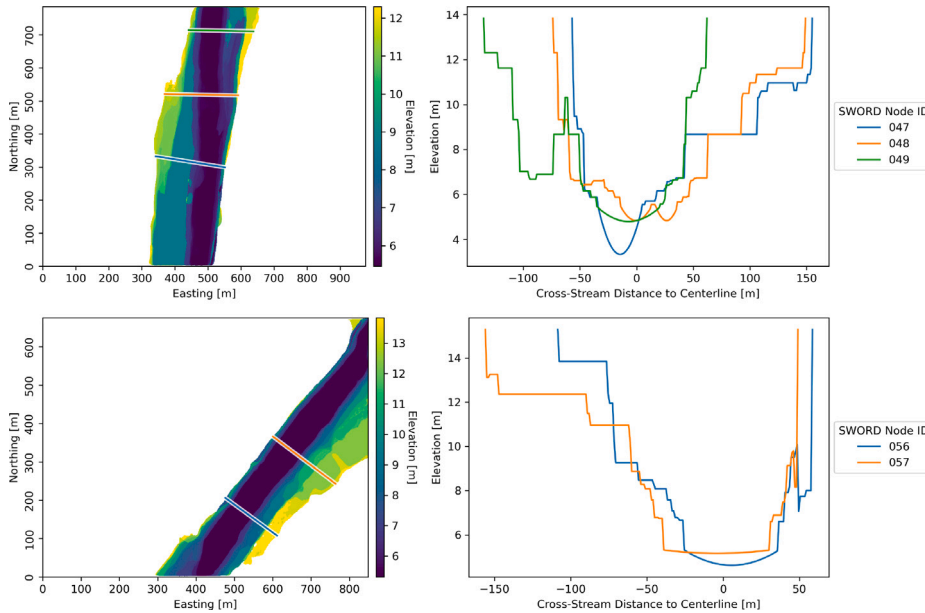 700
600
500
400
300
200
100
0
Northing [m]
0 100 200 300 400 500 600 700 800 900
Easting [m]
12
11
10
9
8
7
6
Elevation [m]
14
12
10
8
6
4
Elevation [m]
−100 −50 0 50 100 150
Cross-Stream Distance to Centerline [m]
SWORD Node ID
047
048
049
600
500
400
300
200
100
0
Northing [m]
0 100 200 300 400 500 600 700 800
Easting [m]
13
12
11
10
9
8
7
6
Elevation [m]
14
12
10
8
6
Elevation [m]
−150 −100 −50 0 50
Cross-Stream Distance to Centerline [m]
SWORD Node ID
056
057